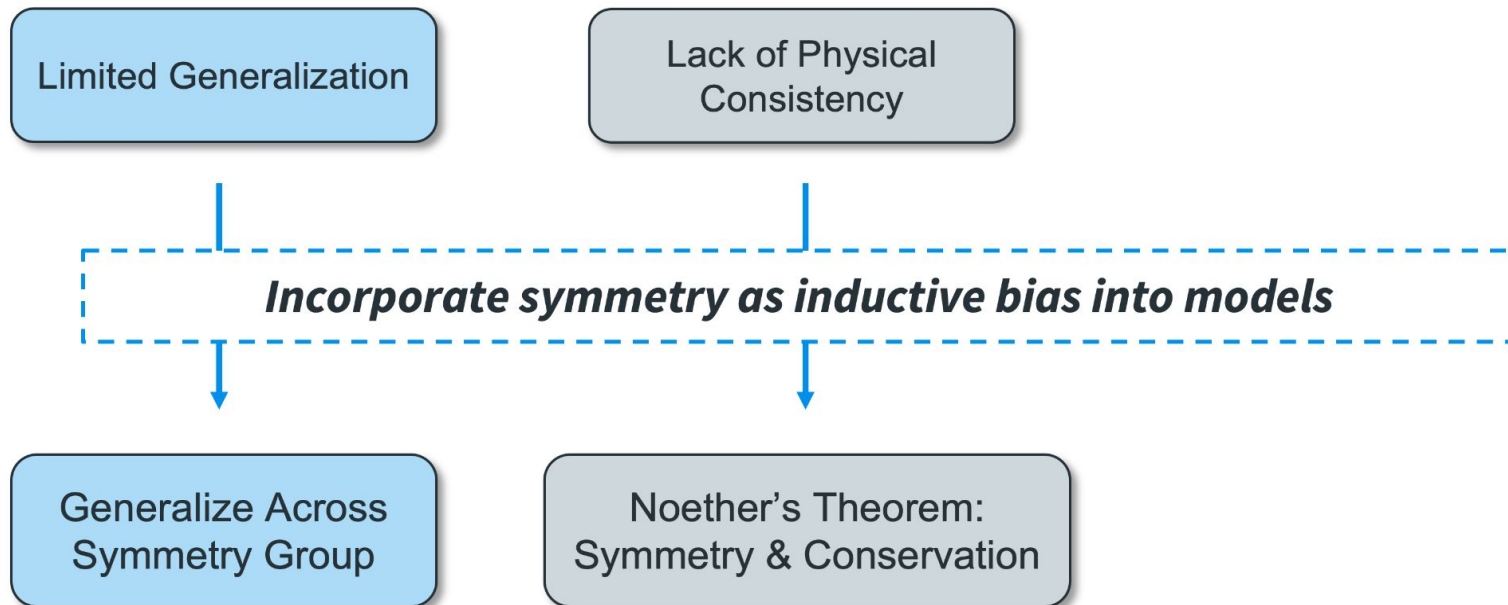 Limited Generalization
Lack of Physical
Consistency
Incorporate symmetry as inductive bias into models
Generalize Across
Symmetry Group
Noether’s Theorem:
Symmetry & Conservation